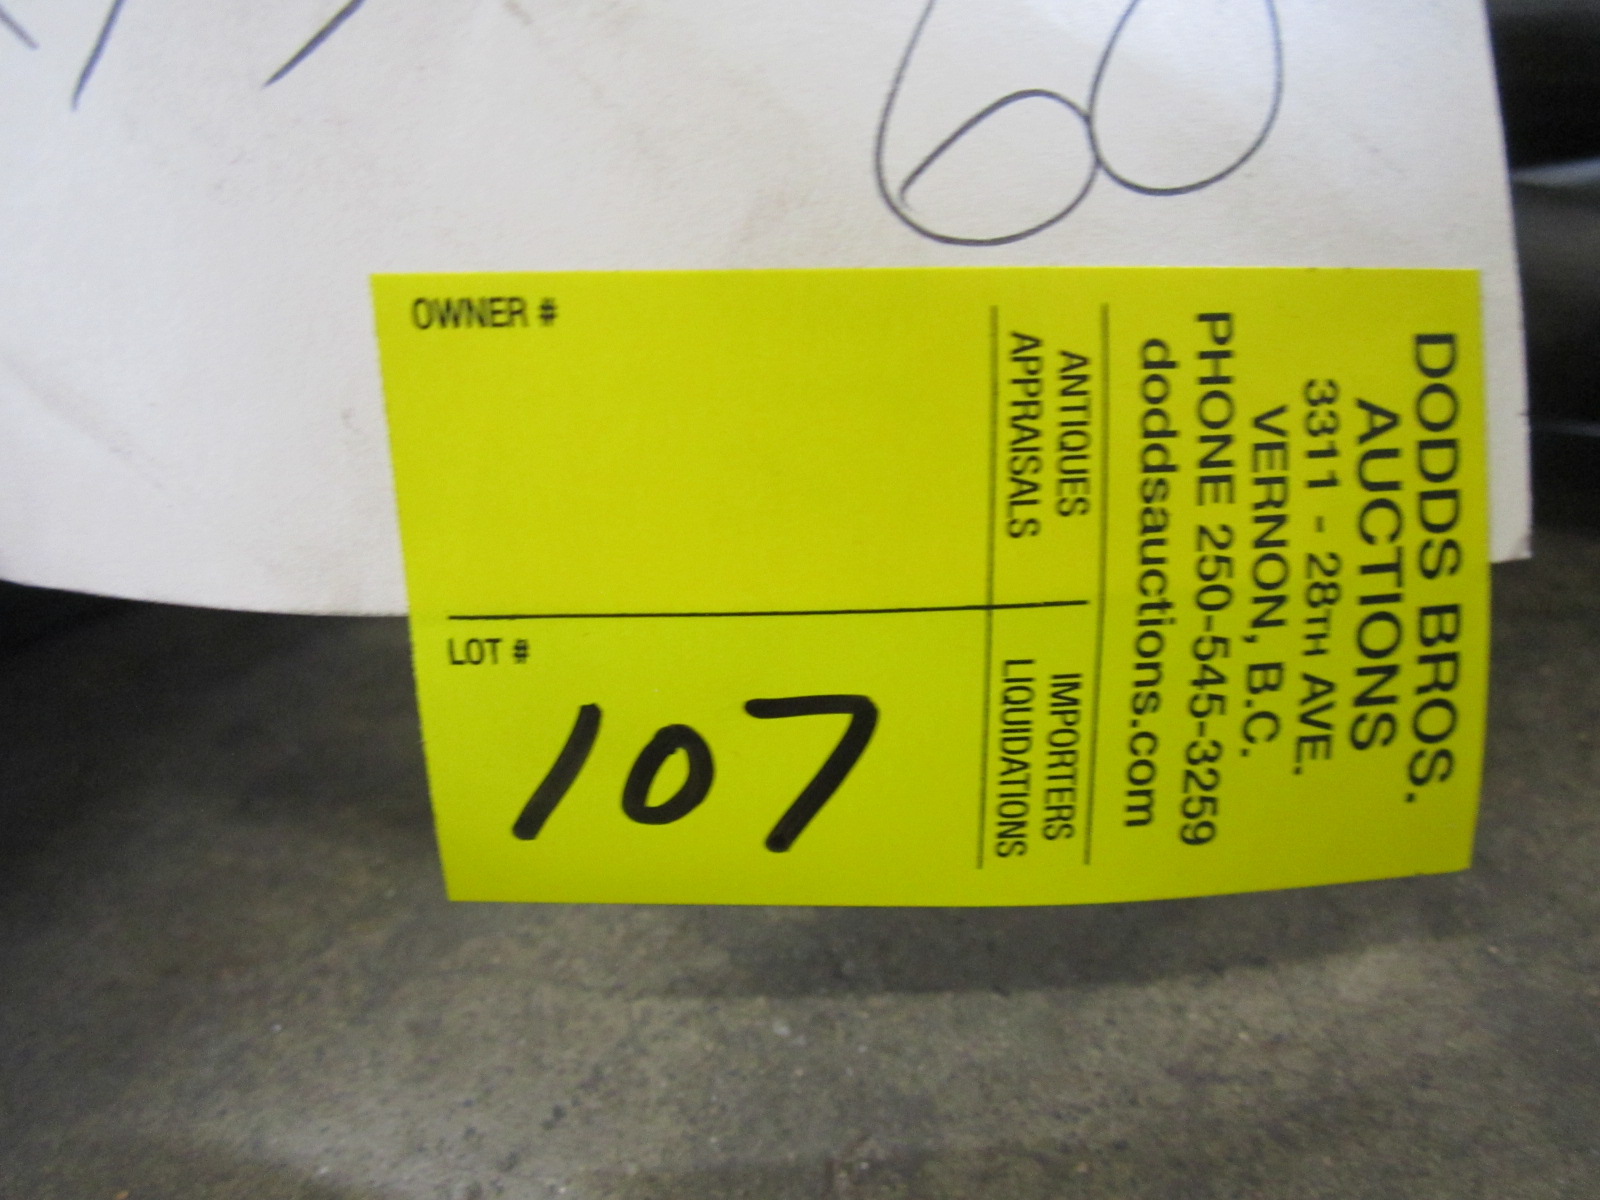 60
OWNER #
LOT #
107
ANTIQUES
APPRAISALS
IMPORTERS
LIQUIDATIONS
DODDS BROS.
AUCTIONS
3311 - 28TH AVE.
VERNON, B.C.
PHONE 250-545-3259
doddsauctions.com